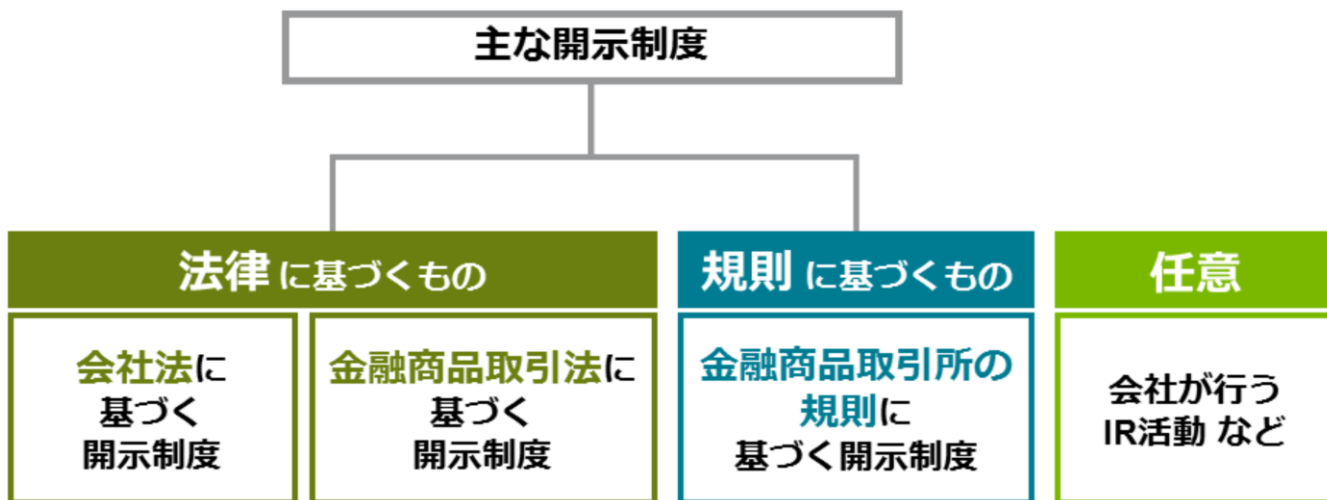 主な開示制度
法律 に基づくもの
会社法に
基づく
開示制度
金融商品取引法に
基づく
開示制度
規則 に基づくもの
金融商品取引所の
規則に
基づく開示制度
任意
会社が行う
IR活動 など